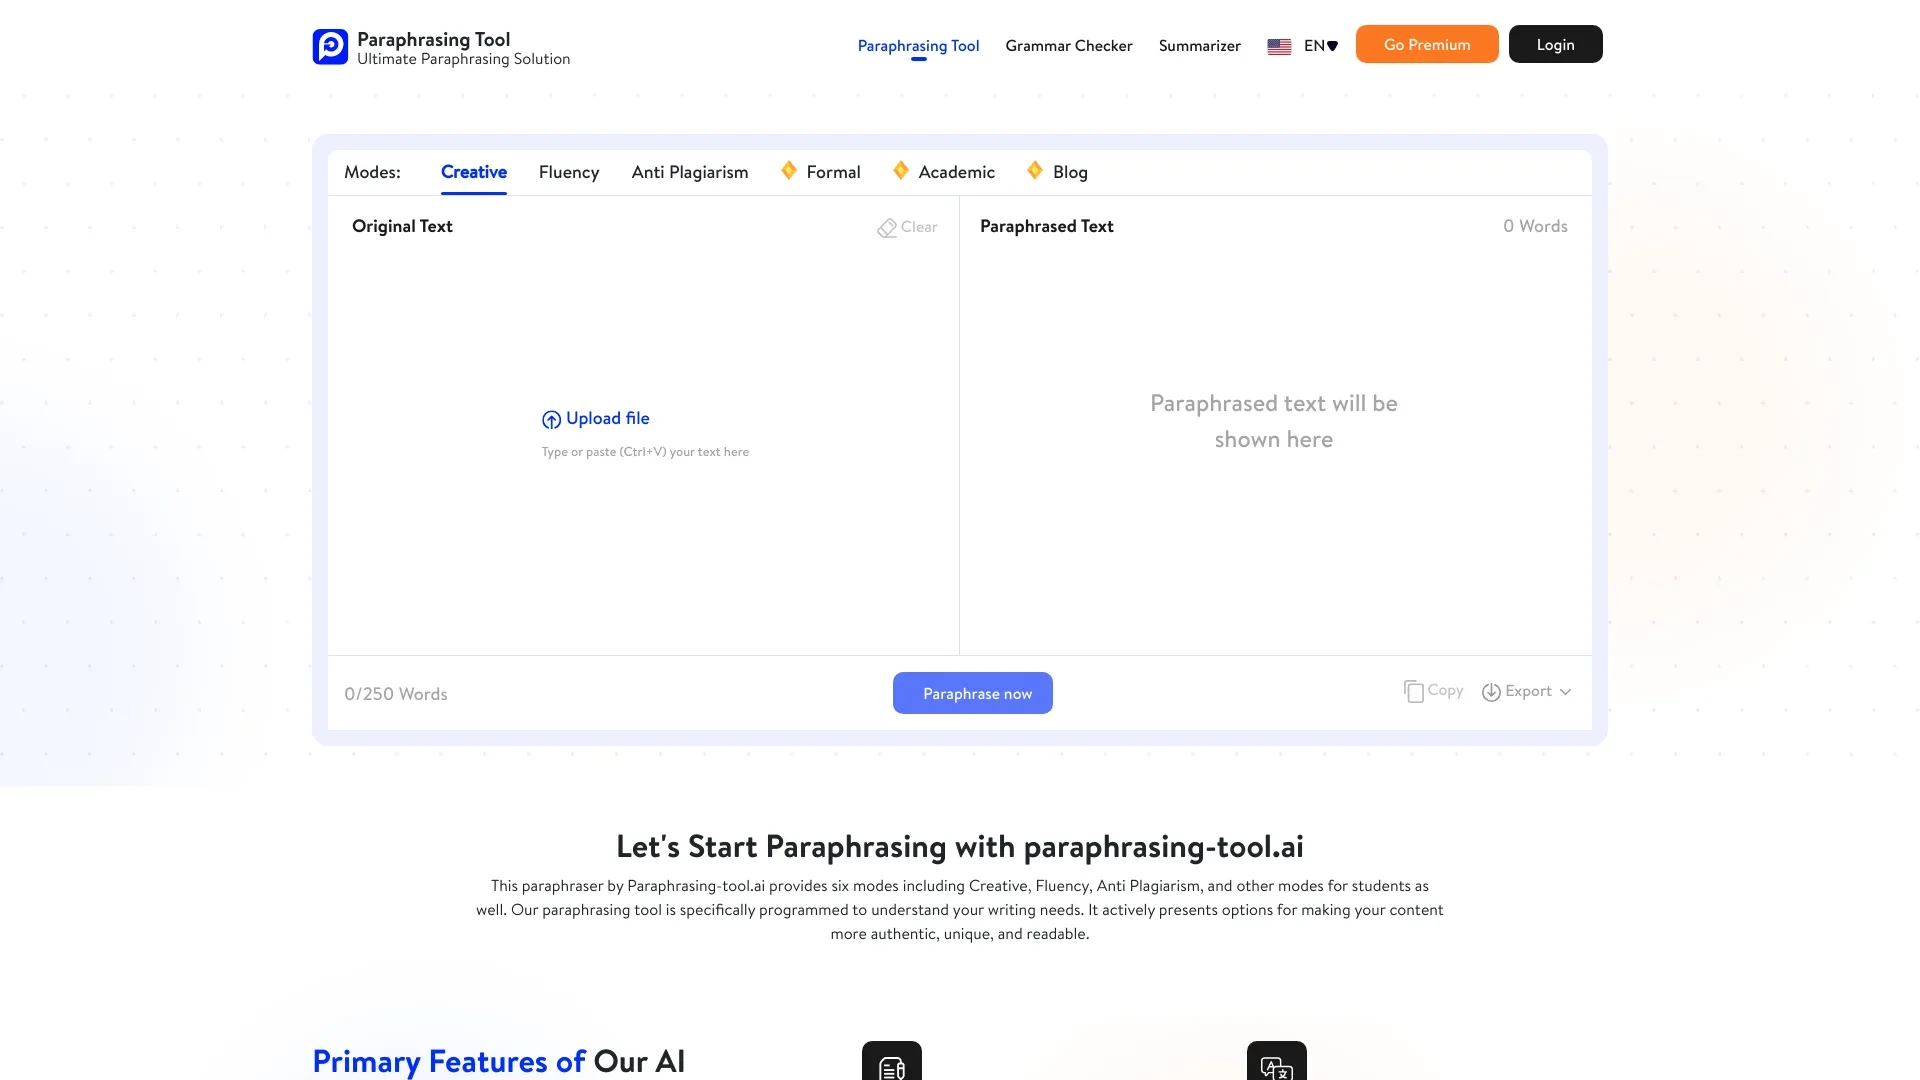 Paraphrasing Tool
Ultimate Paraphrasing Solution
Paraphrasing Tool
Grammar Checker
Summarizer
EN
Go Premium
Login
Modes:
Creative
Fluency
Anti Plagiarism
Formal
Academic
Blog
Original Text
Clear
Paraphrased Text
0 Words
Upload file
Type or paste (Ctrl+V) your text here
Paraphrased text will be
shown here
0/250 Words
Paraphrase now
Copy
Export
Let's Start Paraphrasing with paraphrasing-tool.ai
This paraphraser by Paraphrasing-tool.ai provides six modes including Creative, Fluency, Anti Plagiarism, and other modes for students as
well. Our paraphrasing tool is specifically programmed to understand your writing needs. It actively presents options for making your content
more authentic, unique, and readable.
Primary Features of Our AI